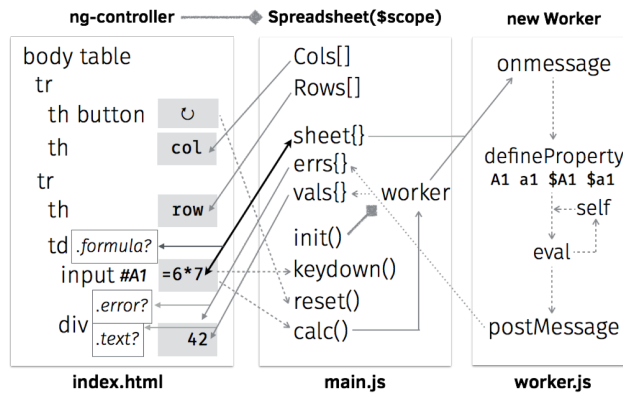 ng-controller Spreadsheet($scope) new Worker
body table
tr
th button ↻
th col
tr
th row
td .formula?
input #A1 =6*7
.error?
div
.text? 42
index.html
Cols[]
Rows[]
sheet{}
errs{}
vals{} worker
init()
keydown()
reset()
calc()
main.js
onmessage
defineProperty
A1 a1 $A1 $a1
self
eval
postMessage
worker.js